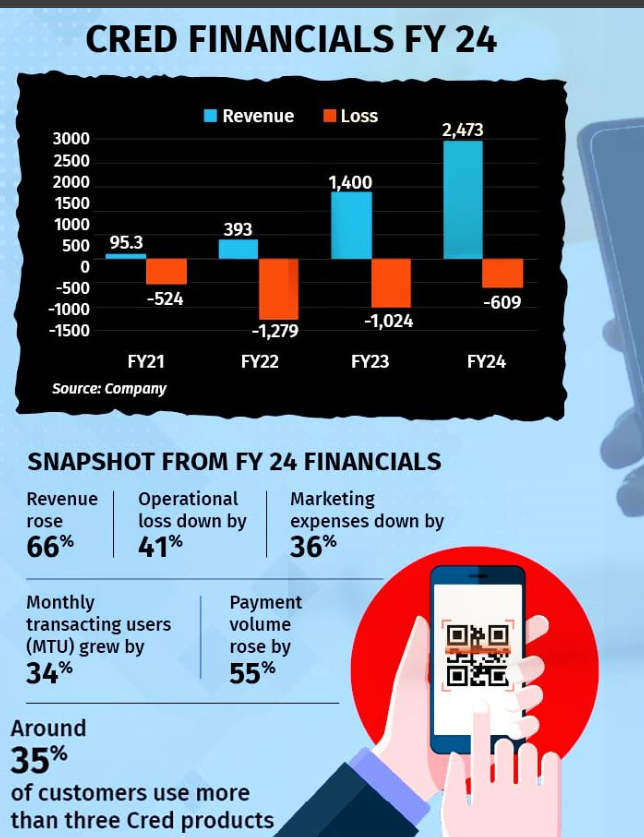 CRED FINANCIALS FY 24
Revenue Loss
3000
2500
2000
1500
1000
500
0
-500
-1000
-1500
95.3
-524
393
-1,279
1,400
-1,024
2,473
-609
FY21 FY22 FY23 FY24
Source: Company
SNAPSHOT FROM FY 24 FINANCIALS
Revenue
rose
66%
Operational
loss down by
41%
Marketing
expenses down by
36%
Monthly
transacting users
(MTU) grew by
34%
Payment
volume
rose by
55%
Around
35%
of customers use more
than three Cred products